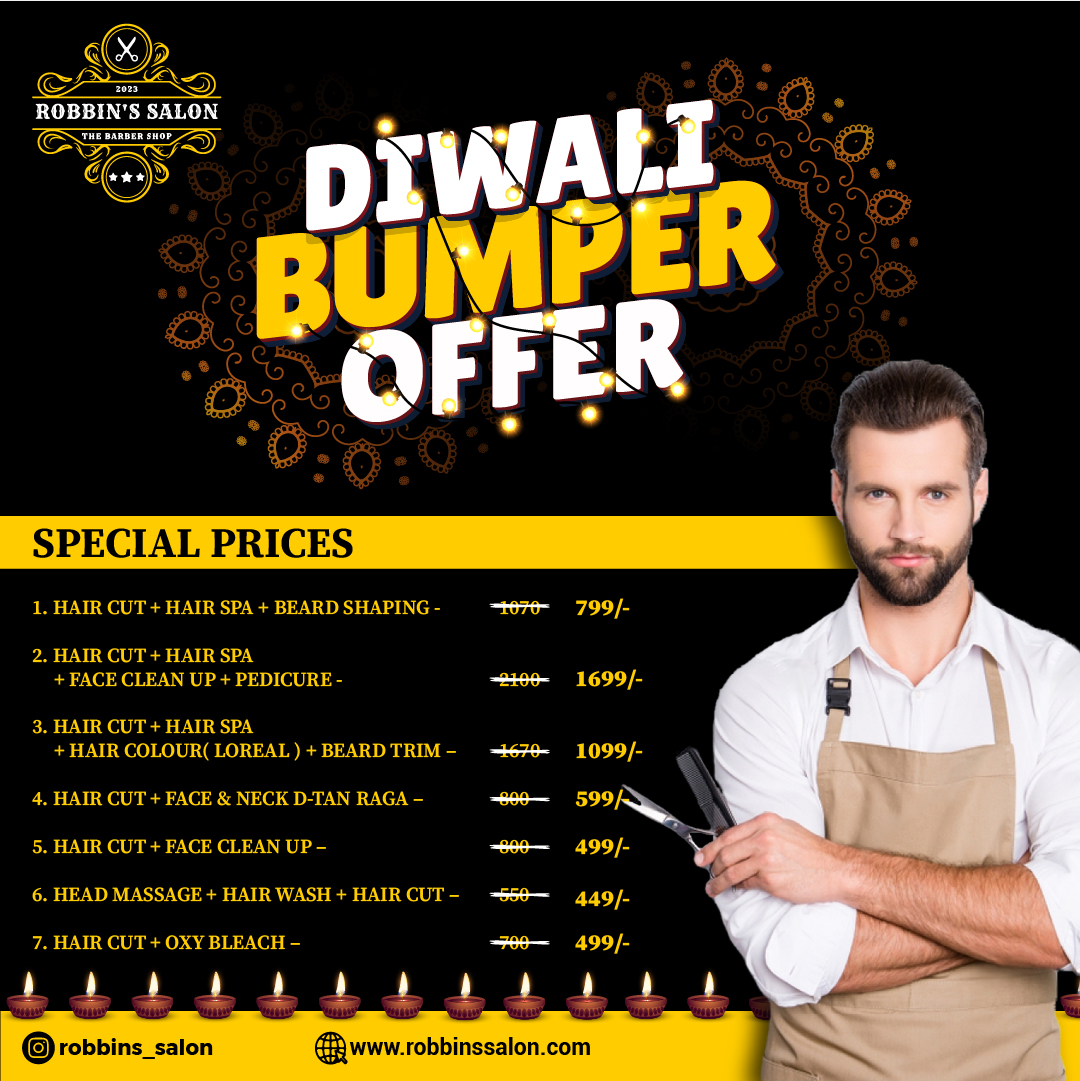 2023
ROBBIN'S SALON
THE BARBER SHOP
DIWALI
BUMPER
OFFER
SPECIAL PRICES
1. HAIR CUT + HAIR SPA + BEARD SHAPING - 1070 799/-
2. HAIR CUT + HAIR SPA
+ FACE CLEAN UP + PEDICURE - 2100 1699/-
3. HAIR CUT + HAIR SPA
+ HAIR COLOUR( LOREAL ) + BEARD TRIM – 1670 1099/-
4. HAIR CUT + FACE & NECK D-TAN RAGA – 800 599/-
5. HAIR CUT + FACE CLEAN UP – 800 499/-
6. HEAD MASSAGE + HAIR WASH + HAIR CUT – 550 449/-
7. HAIR CUT + OXY BLEACH – 700 499/-
robbins_salon www.robbinssalon.com